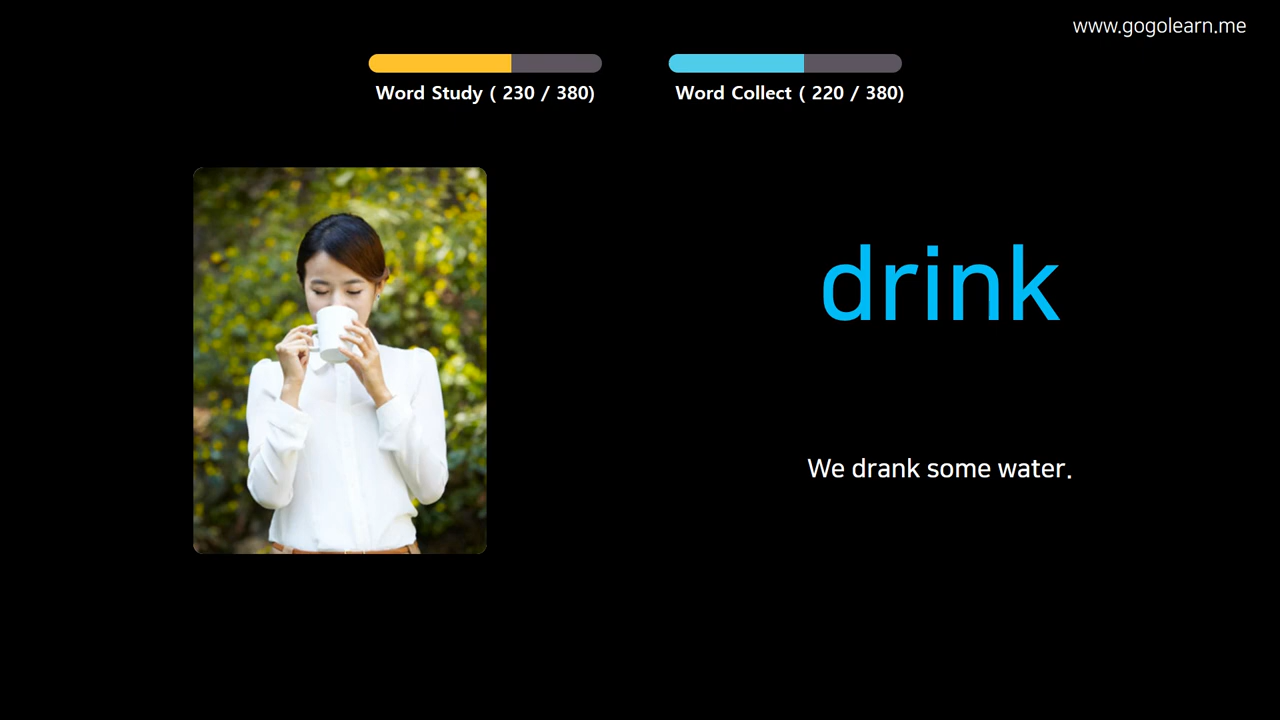 www.gogolearn.me
Word Study ( 230 / 380)
Word Collect ( 220 / 380)
drink
We drank some water.